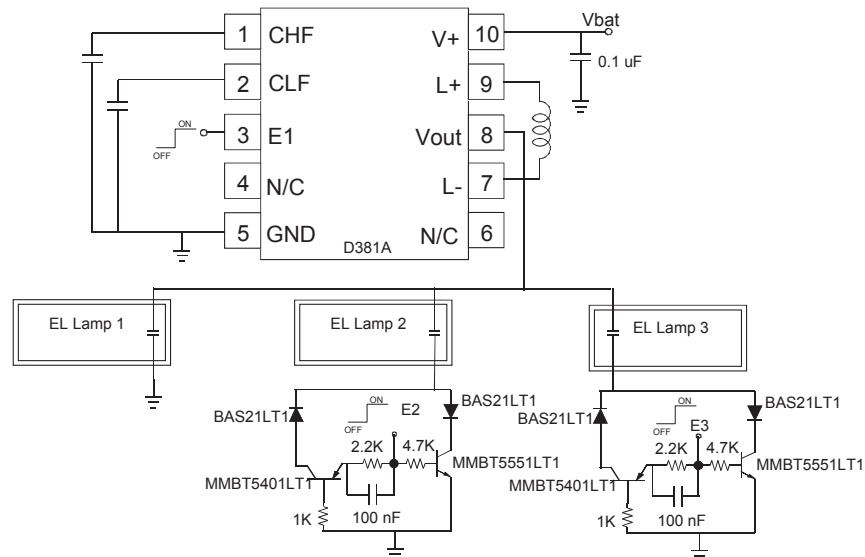 1 CHF V+ 10 Vbat
2 CLF L+ 9 0.1 uF
OFF ON 3 E1 Vout 8
4 N/C L- 7
5 GND N/C 6
D381A
EL Lamp 1
EL Lamp 2
EL Lamp 3
BAS21LT1 OFF ON E2 BAS21LT1
2.2K 4.7K
MMBT5401LT1 MMBT5551LT1
1K 100 nF
BAS21LT1 OFF ON E3 BAS21LT1
2.2K 4.7K
MMBT5401LT1 MMBT5551LT1
1K 100 nF